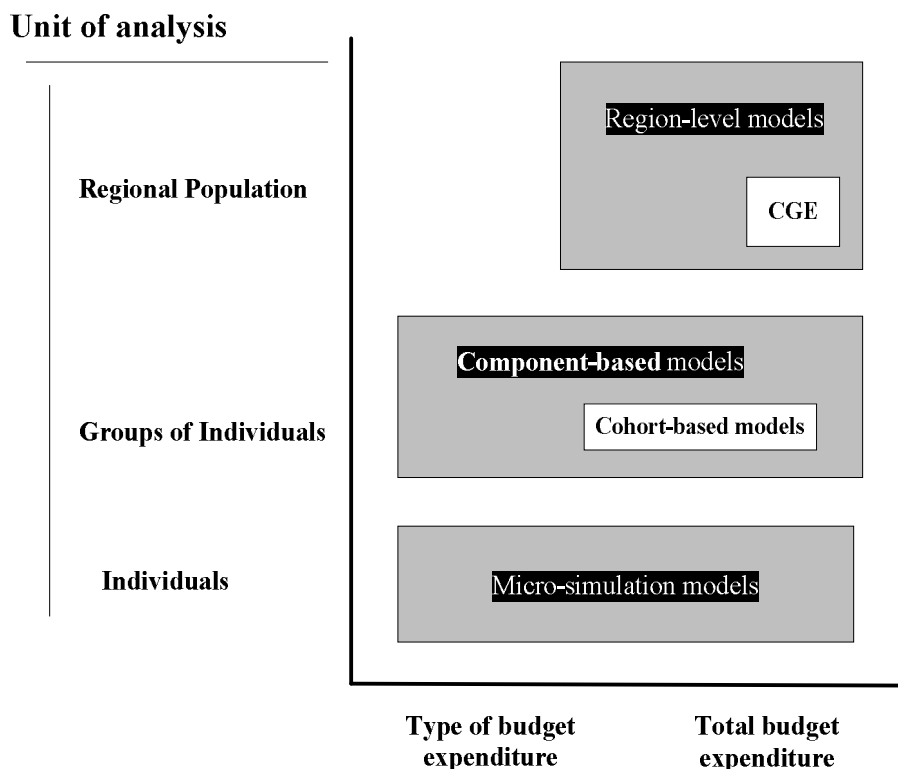 Unit of analysis
Region-level models
Regional Population
CGE
Component-based models
Groups of Individuals
Cohort-based models
Individuals
Micro-simulation models
Type of budget
expenditure
Total budget
expenditure